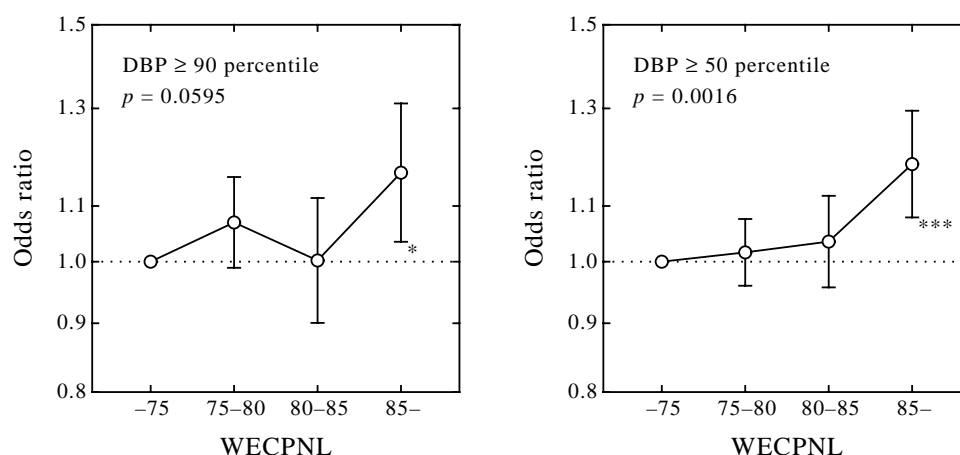 DBP ≥ 90 percentile
p = 0.0595
Odds ratio
1.5
1.3
1.1
1.0
0.9
0.8
*
–75
75–80
80–85
85–
WECPNL
DBP ≥ 50 percentile
p = 0.0016
Odds ratio
1.5
1.3
1.1
1.0
0.9
0.8
***
–75
75–80
80–85
85–
WECPNL